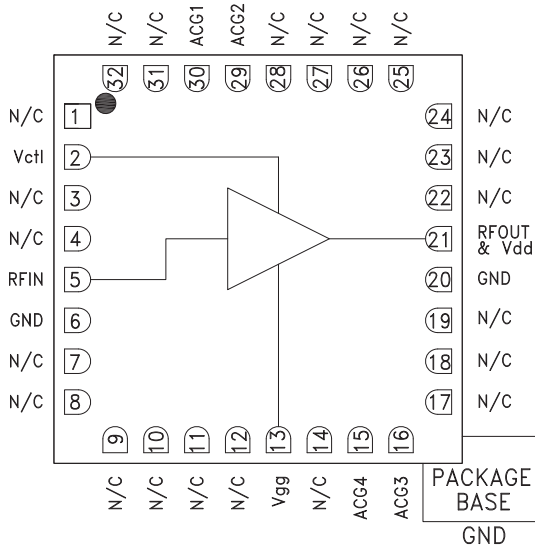 N/C
N/C
ACG1
ACG2
N/C
N/C
N/C
N/C
32
31
30
29
28
27
26
25
N/C 1
Vctl 2
N/C 3
N/C 4
RFIN 5
GND 6
N/C 7
N/C 8
24 N/C
23 N/C
22 N/C
21 RFOUT
& Vdd
20 GND
19 N/C
18 N/C
17 N/C
9
10
11
12
13
14
15
16
N/C
N/C
N/C
N/C
Vgg
N/C
ACG4
ACG3
PACKAGE
BASE
GND